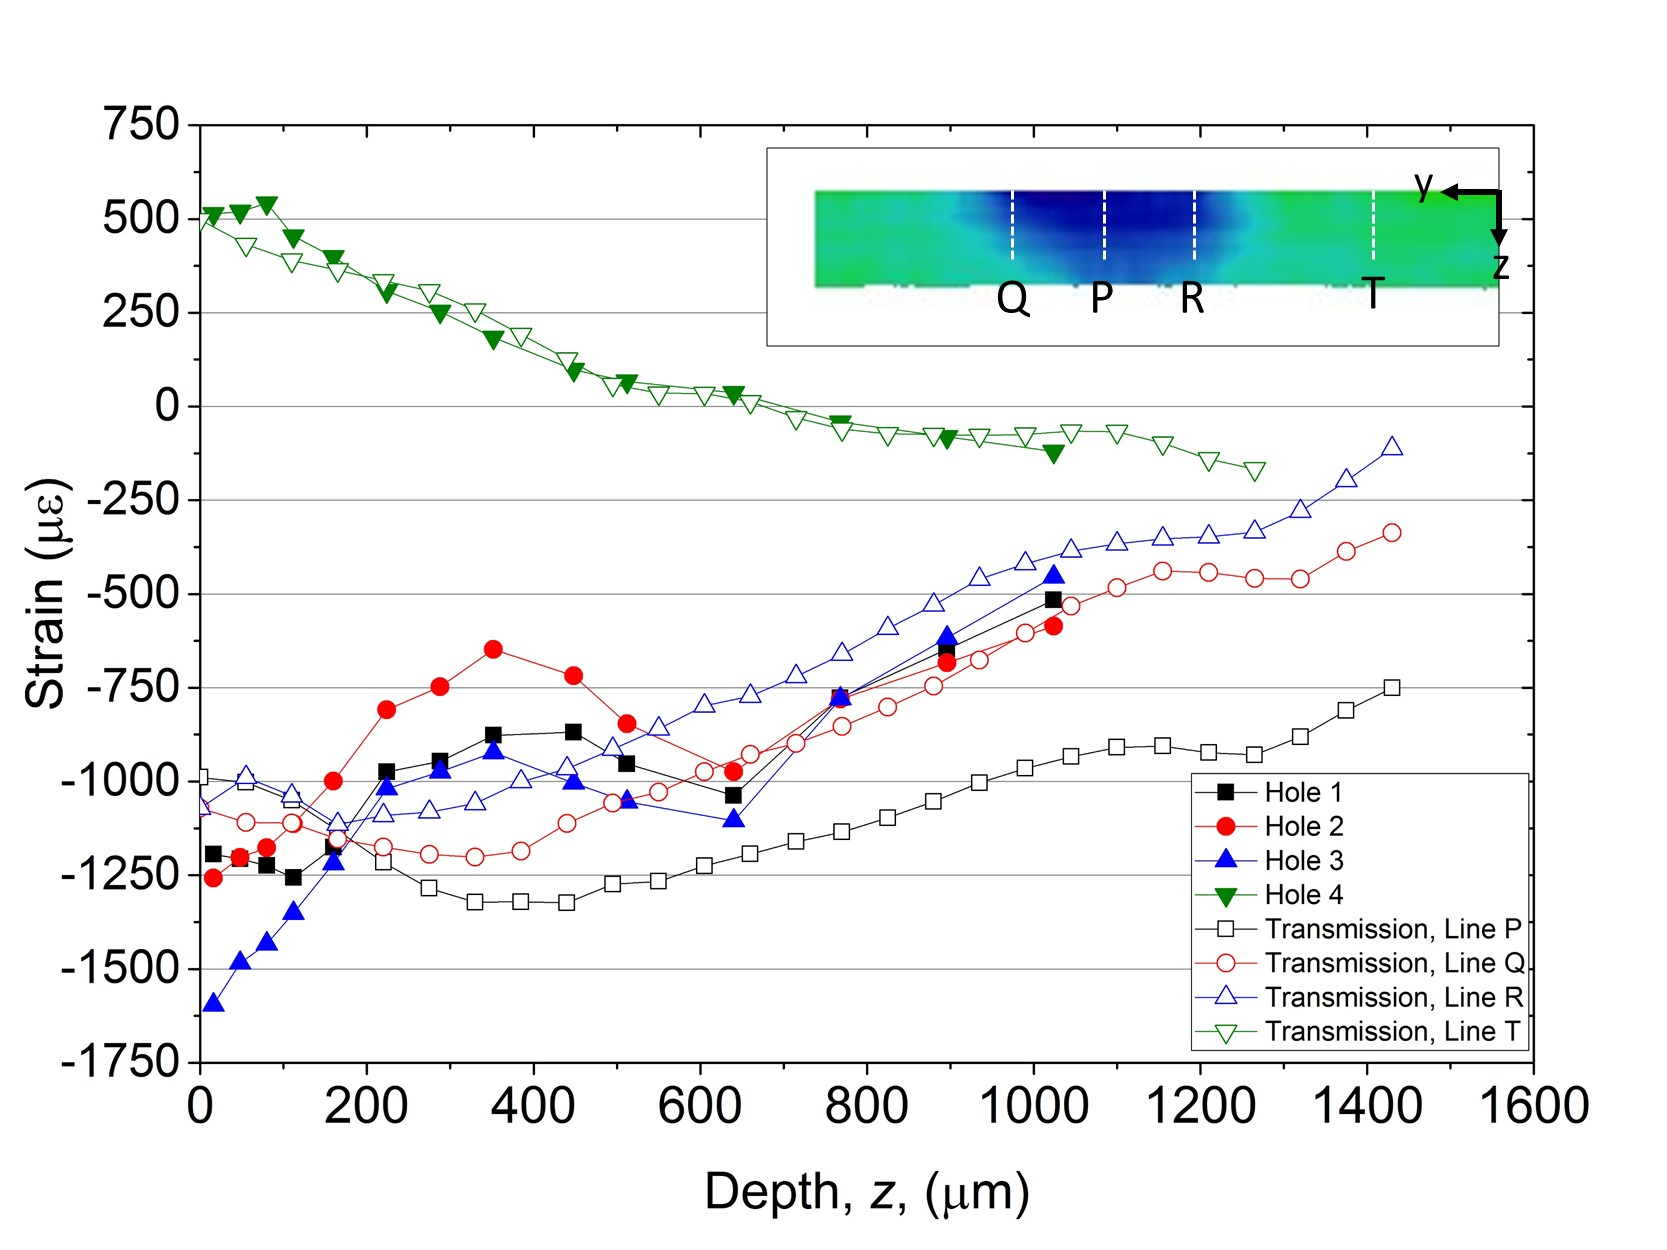 750
500
250
0
-250
-500
-750
-1000
-1250
-1500
-1750
Strain (με)
y
z
Q P R T
Hole 1
Hole 2
Hole 3
Hole 4
Transmission, Line P
Transmission, Line Q
Transmission, Line R
Transmission, Line T
0 200 400 600 800 1000 1200 1400 1600
Depth, z, (μm)